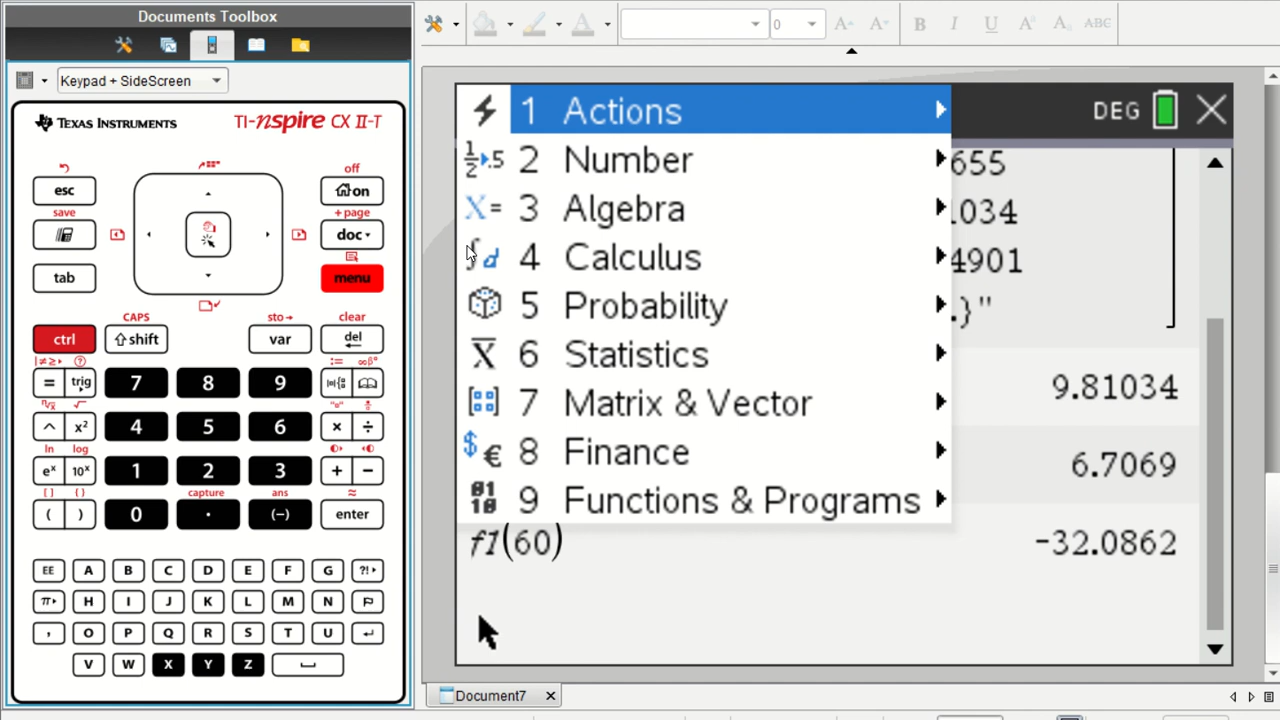 Documents Toolbox
Keypad + SideScreen
TEXAS INSTRUMENTS TI-nspire CX II-T
off
esc
on
save
+ page
doc
tab
menu
CAPS sto→ clear
ctrl shift var del
= trig 7 8 9
^ x² 4 5 6 × ÷
ln log
eˣ 10ˣ 1 2 3 + −
[ ] { } capture ans ≈
( ) 0 . (−) enter
EE A B C D E F G ?!
π H I J K L M N
, O P Q R S T U
V W X Y Z
0
A A B I U A A ABC
1 Actions
2 Number
3 Algebra
4 Calculus
5 Probability
6 Statistics
7 Matrix & Vector
8 Finance
9 Functions & Programs
DEG
655
1034
4901
.}"
9.81034
6.7069
f1(60) -32.0862
Document7